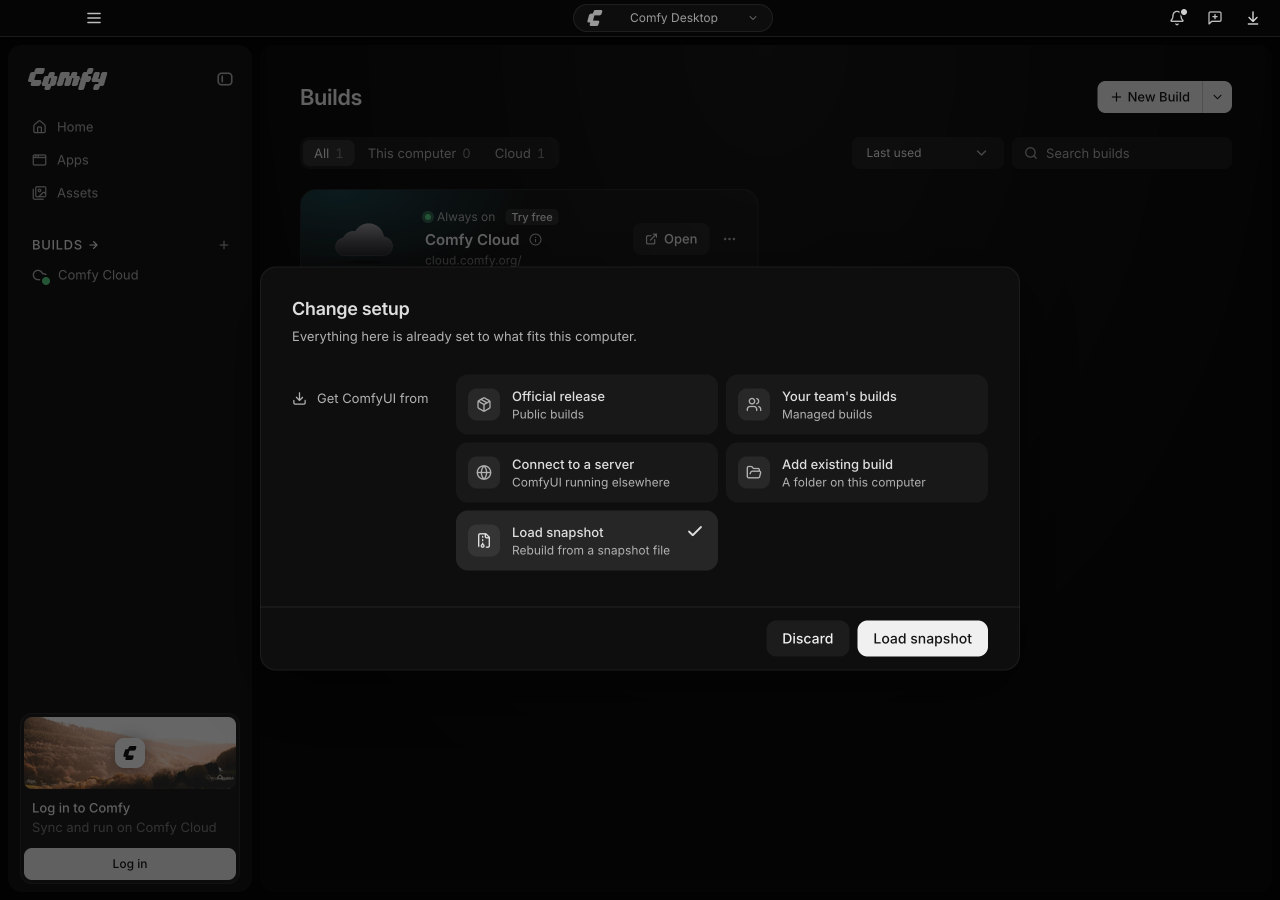 Comfy Desktop
Comfy
Home
Apps
Assets
BUILDS
Comfy Cloud
Log in to Comfy
Sync and run on Comfy Cloud
Log in
Builds
New Build
All 1
This computer 0
Cloud 1
Last used
Search builds
Always on
Try free
Comfy Cloud
cloud.comfy.org/
Open
Change setup
Everything here is already set to what fits this computer.
Get ComfyUI from
Official release
Public builds
Your team's builds
Managed builds
Connect to a server
ComfyUI running elsewhere
Add existing build
A folder on this computer
Load snapshot
Rebuild from a snapshot file
Discard
Load snapshot